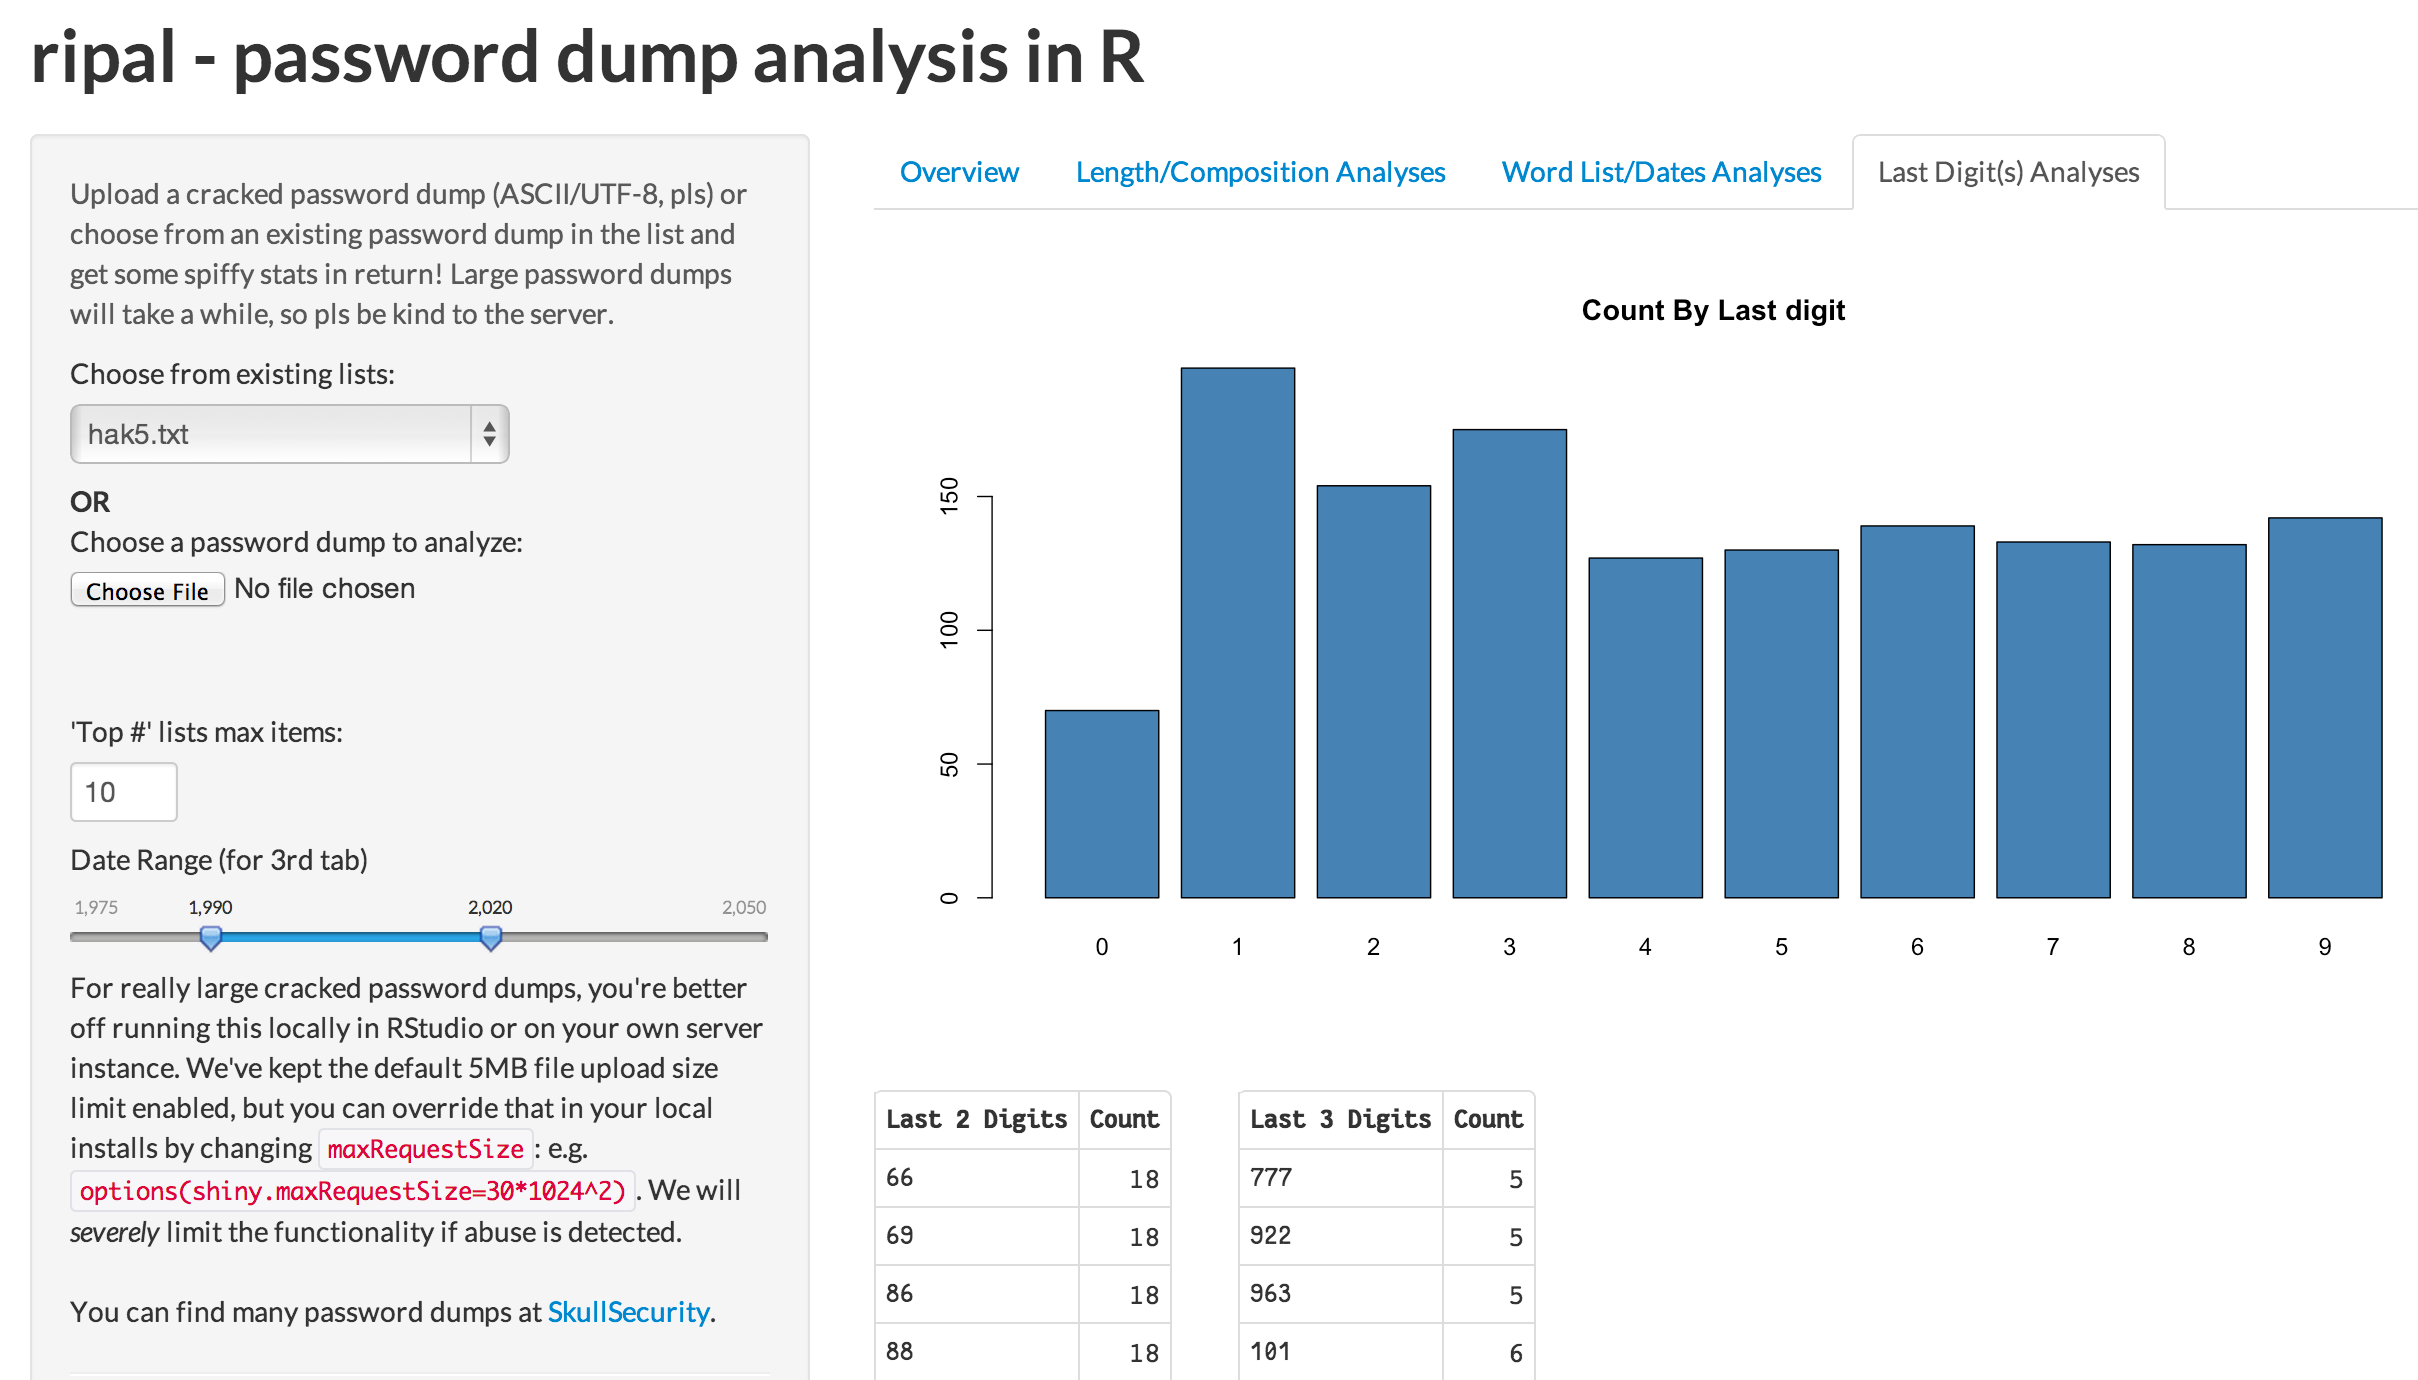 ripal - password dump analysis in R
Upload a cracked password dump (ASCII/UTF-8, pls) or
choose from an existing password dump in the list and
get some spiffy stats in return! Large password dumps
will take a while, so pls be kind to the server.
Choose from existing lists:
hak5.txt
OR
Choose a password dump to analyze:
Choose File No file chosen
'Top #' lists max items:
10
Date Range (for 3rd tab)
1,975 1,990 2,020 2,050
For really large cracked password dumps, you're better
off running this locally in RStudio or on your own server
instance. We've kept the default 5MB file upload size
limit enabled, but you can override that in your local
installs by changing maxRequestSize : e.g.
options(shiny.maxRequestSize=30*1024^2) . We will
severely limit the functionality if abuse is detected.
You can find many password dumps at SkullSecurity.
Overview Length/Composition Analyses Word List/Dates Analyses Last Digit(s) Analyses
Count By Last digit
150
100
50
0
0 1 2 3 4 5 6 7 8 9
Last 2 Digits Count
66 18
69 18
86 18
88 18
Last 3 Digits Count
777 5
922 5
963 5
101 6